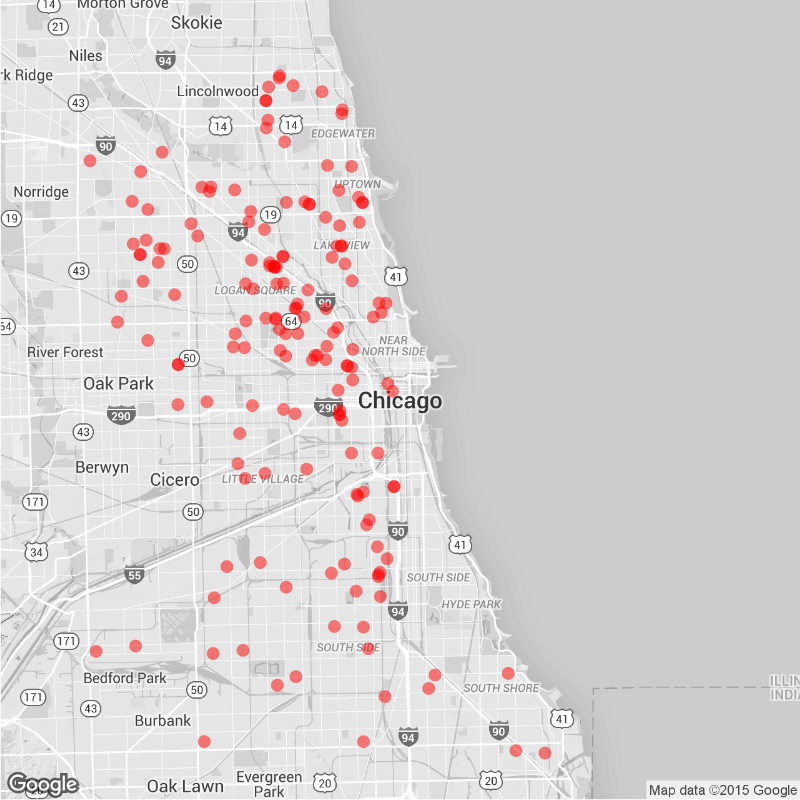 14
Morton Grove
21
Skokie
Niles
94
rk Ridge
Lincolnwood
43
14
14
EDGEWATER
90
Norridge
UPTOWN
19
19
94
LAKEVIEW
43
50
41
LOGAN SQUARE
90
64
64
NEAR
NORTH SIDE
River Forest
50
Oak Park
290
290
Chicago
43
Berwyn
Cicero
LITTLE VILLAGE
171
50
90
34
41
55
SOUTH SIDE
HYDE PARK
94
171
SOUTH SIDE
Bedford Park
50
SOUTH SHORE
ILLIN
INDIA
171
43
Burbank
41
90
94
Google
Oak Lawn
Evergreen
Park
20
20
Map data ©2015 Google